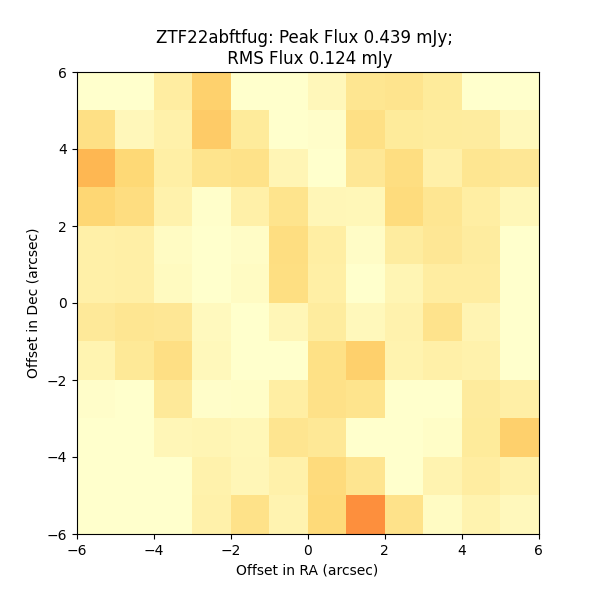 ZTF22abftfug: Peak Flux 0.439 mJy;
RMS Flux 0.124 mJy
6
4
2
0
−2
−4
−6
Offset in Dec (arcsec)
−6 −4 −2 0 2 4 6
Offset in RA (arcsec)